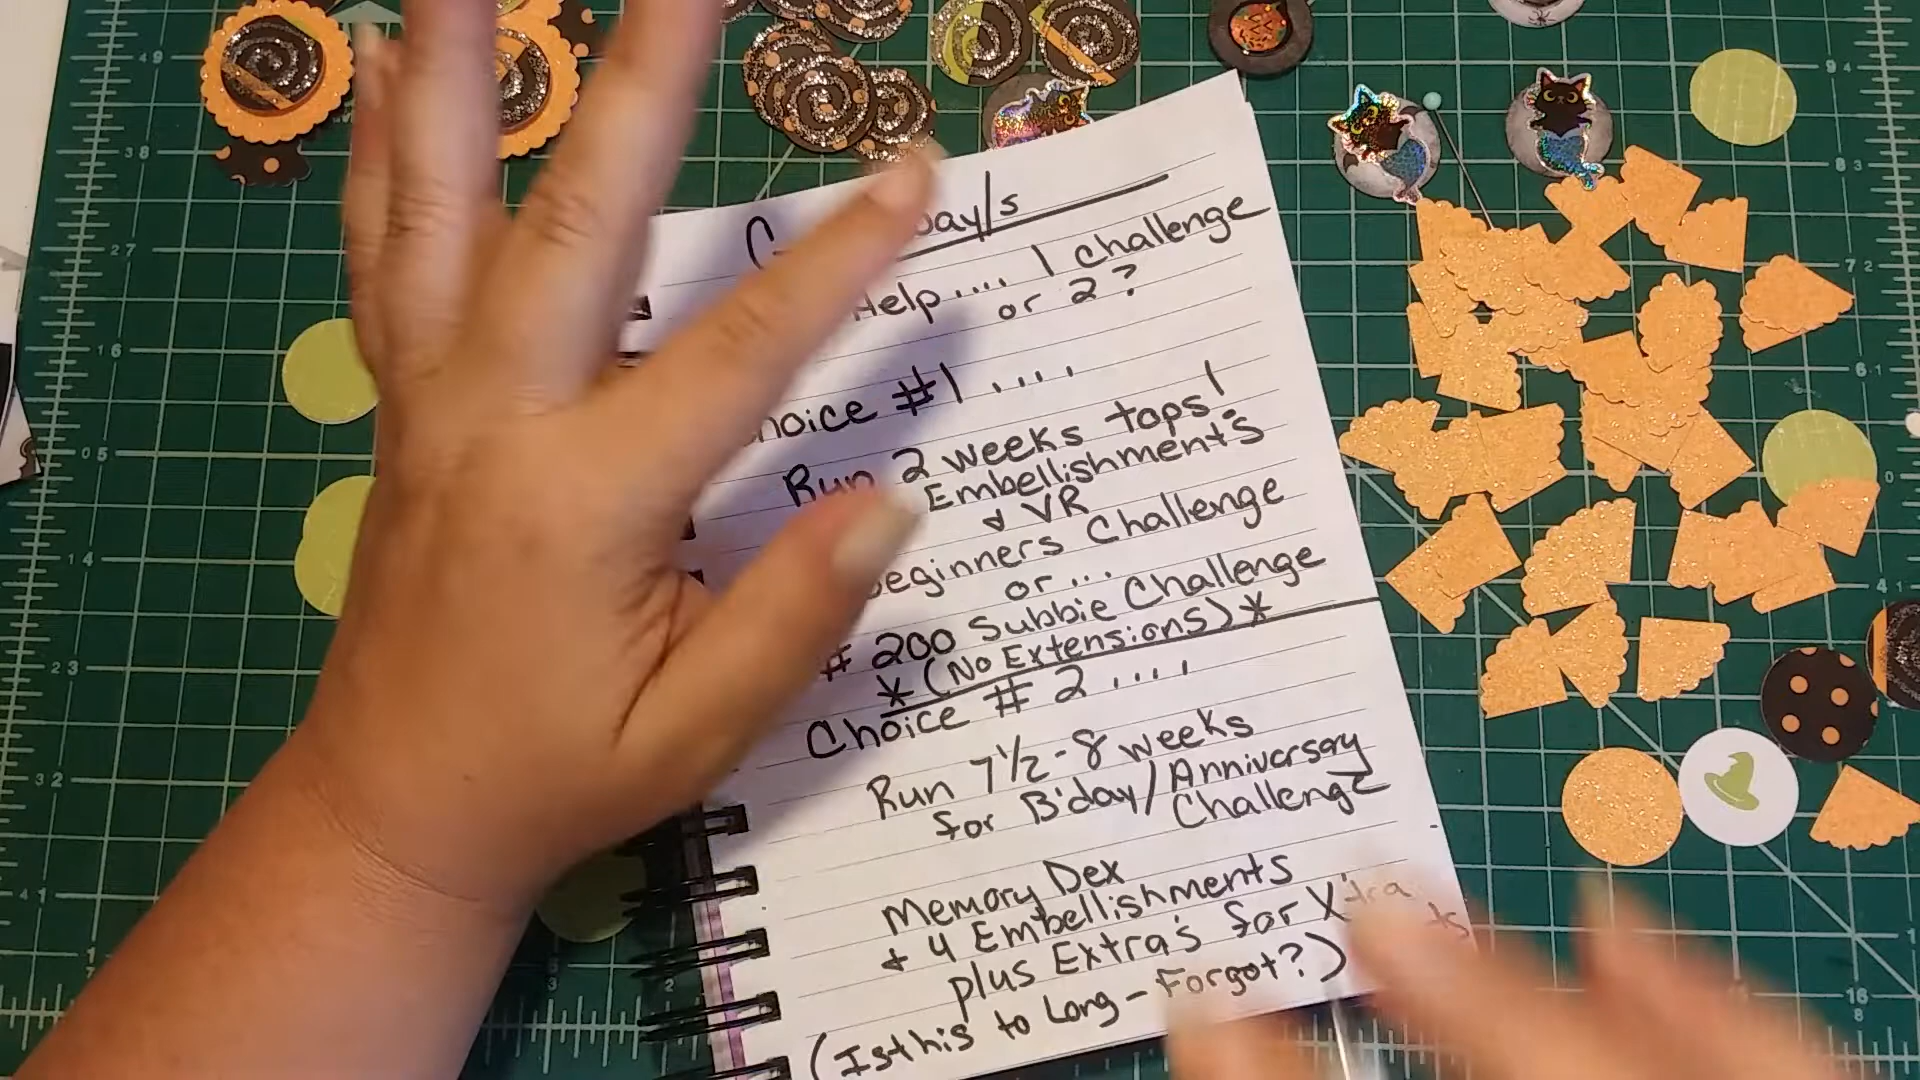 way/s
Help.... 1 Challenge
or 2?
Choice #1 ....
Run 2 weeks tops!
Embellishments
& VR
Beginners Challenge
or ...
# 200 Subbie Challenge
* (No Extensions) *
Choice # 2 ....
Run 7½ - 8 weeks
for B'day/Anniversary
Challenge
Memory Dex
& 4 Embellishments
plus Extra's for X'tra
(Is this to Long - Forgot?)